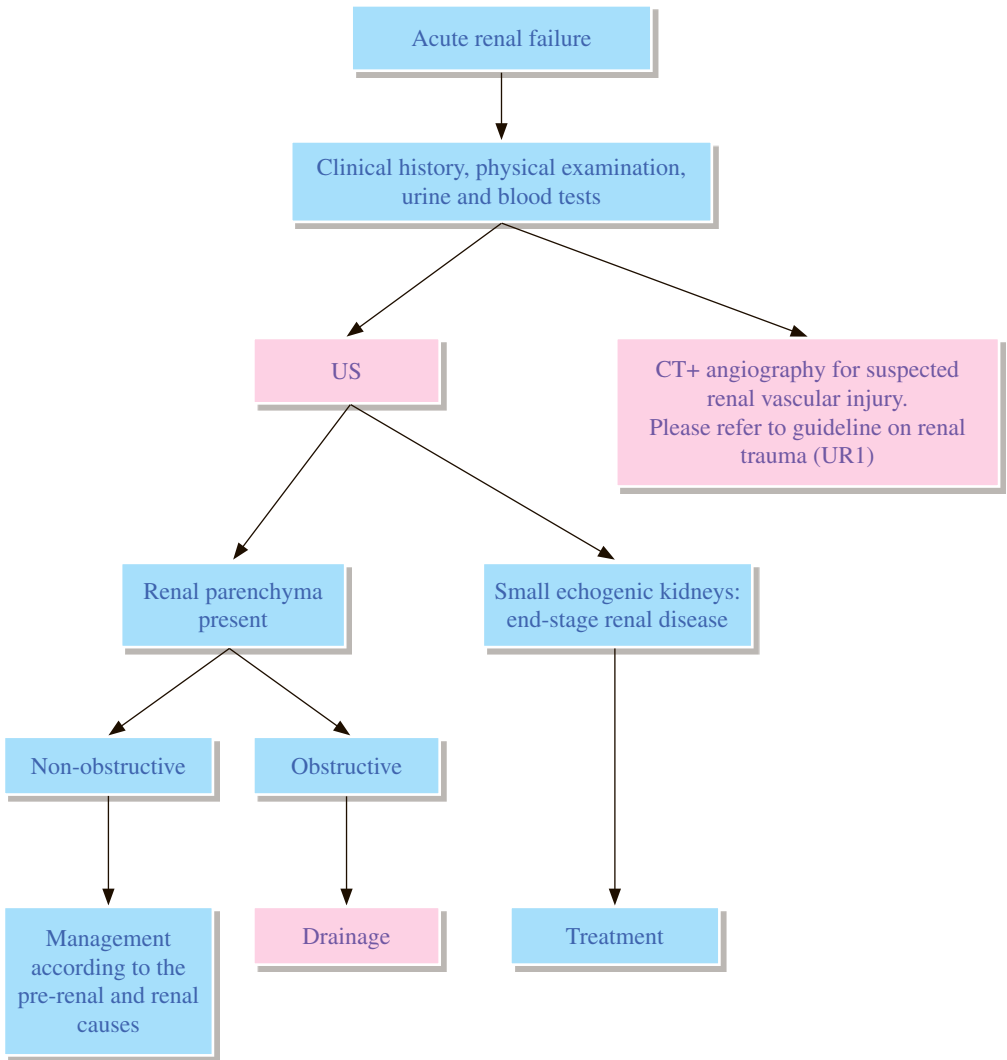 Acute renal failure
Clinical history, physical examination,
urine and blood tests
US
CT+ angiography for suspected
renal vascular injury.
Please refer to guideline on renal
trauma (UR1)
Renal parenchyma
present
Small echogenic kidneys:
end-stage renal disease
Non-obstructive
Obstructive
Management
according to the
pre-renal and renal
causes
Drainage
Treatment